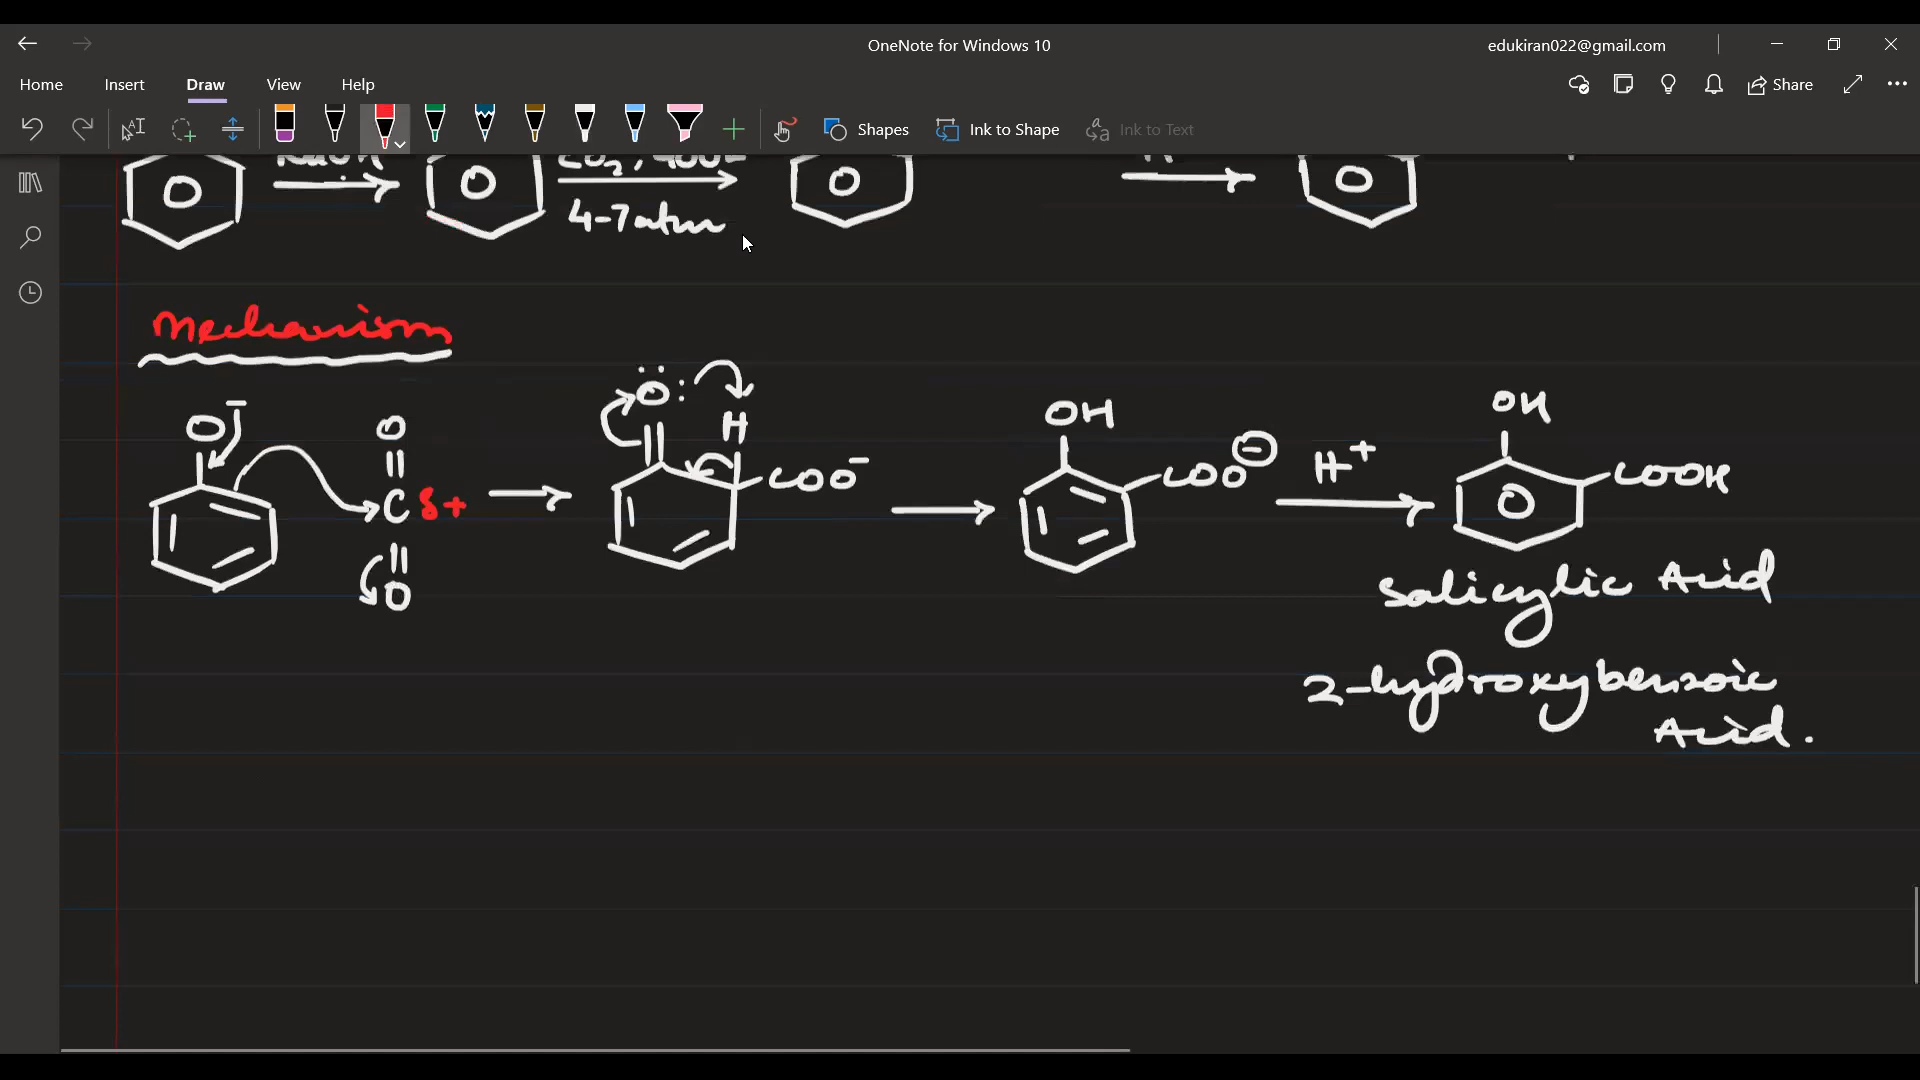 OneNote for Windows 10
edukiran022@gmail.com
Home Insert Draw View Help
Share
Shapes Ink to Shape Ink to Text
4-7atm
Mechanism
O O O: OH OH
H
C δ+ COO⁻ COO⊖ H⁺ COOH
O
Salicylic Acid
2-hydroxybenzoic
Acid.